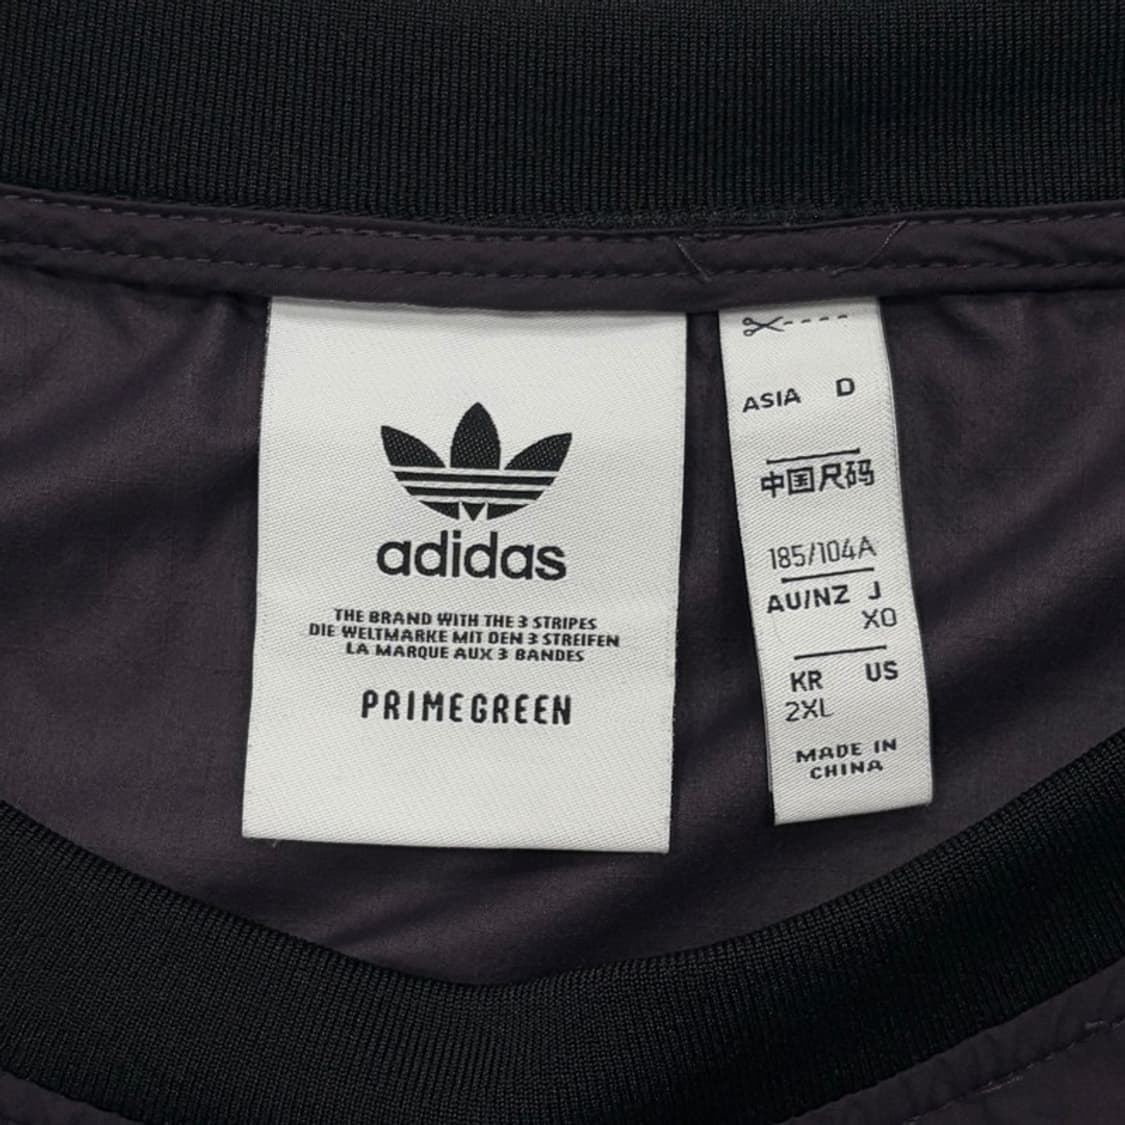 adidas
THE BRAND WITH THE 3 STRIPES
DIE WELTMARKE MIT DEN 3 STREIFEN
LA MARQUE AUX 3 BANDES
PRIMEGREEN
ASIA D
中国尺码
185/104A
AU/NZ J
XO
KR US
2XL
MADE IN
CHINA